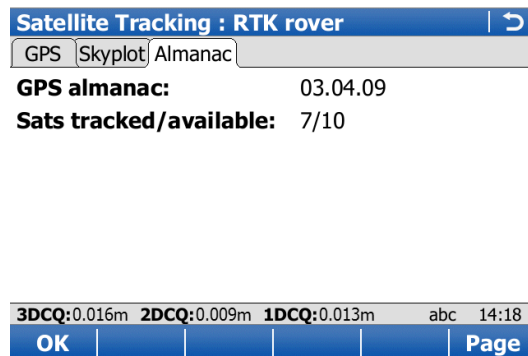 Satellite Tracking : RTK rover
GPS Skyplot Almanac
GPS almanac: 03.04.09
Sats tracked/available: 7/10
3DCQ:0.016m 2DCQ:0.009m 1DCQ:0.013m abc 14:18
OK Page